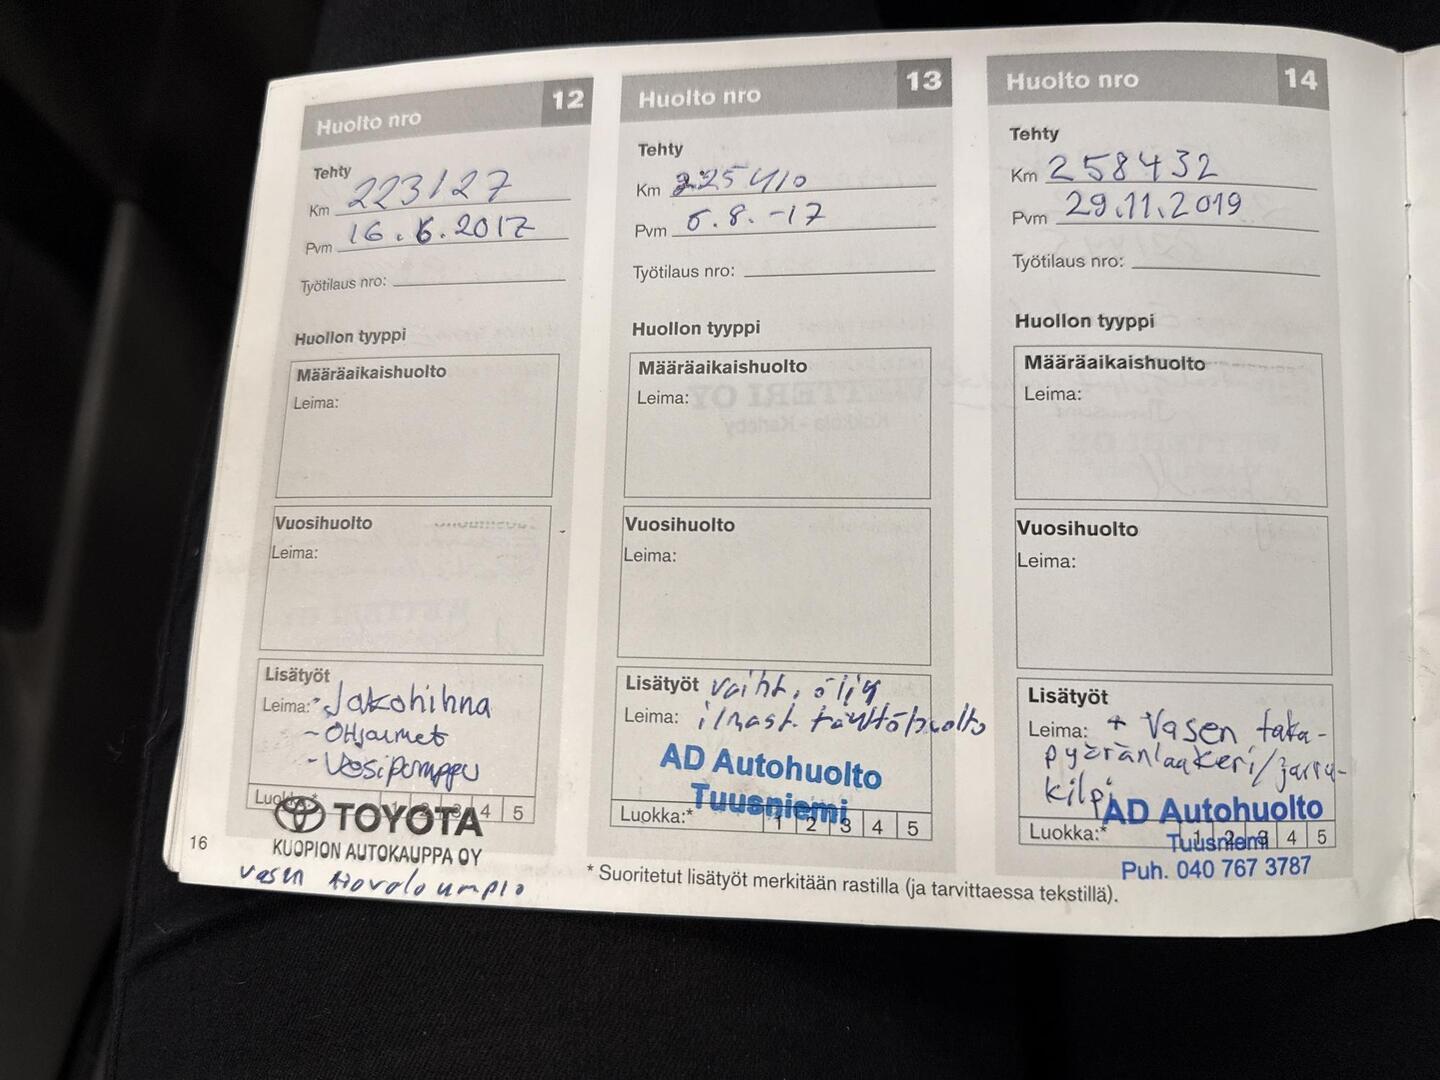 Huolto nro 12
Tehty
Km 223127
Pvm 16.6.2017
Työtilaus nro:
Huollon tyyppi
Määräaikaishuolto
Leima:
Vuosihuolto
Leima:
Lisätyöt
Leima:* Jakohihna
- Ohjaimet
- Vesipumppu
Luokka:* 1 2 3 4 5
TOYOTA
KUOPION AUTOKAUPPA OY
vasen
16
Huolto nro 13
Tehty
Km 225410
Pvm 5.8.-17
Työtilaus nro:
Huollon tyyppi
Määräaikaishuolto
Leima:
Vuosihuolto
Leima:
Lisätyöt vaiht. öljy
Leima: ilmast. täyttöhuolto
AD Autohuolto
Tuusniemi
Luokka:* 1 2 3 4 5
* Suoritetut lisätyöt merkitään rastilla (ja tarvittaessa tekstillä).
Huolto nro 14
Tehty
Km 258432
Pvm 29.11.2019
Työtilaus nro:
Huollon tyyppi
Määräaikaishuolto
Leima:
Vuosihuolto
Leima:
Lisätyöt
Leima: + Vasen taka-
pyöränlaakeri/jarru-
kilpi
AD Autohuolto
Luokka:* 1 2 3 4 5
Tuusniemi
Puh. 040 767 3787